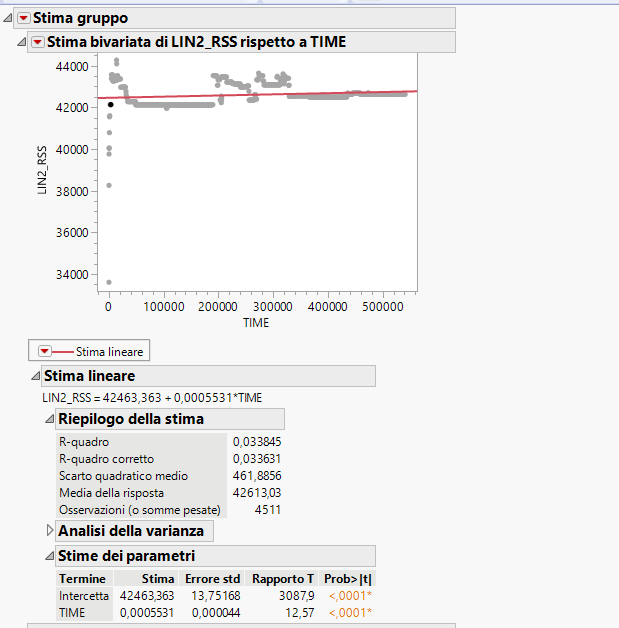 Stima gruppo
Stima bivariata di LIN2_RSS rispetto a TIME
44000
42000
40000
38000
36000
34000
LIN2_RSS
0 100000 200000 300000 400000 500000
TIME
Stima lineare
Stima lineare
LIN2_RSS = 42463,363 + 0,0005531*TIME
Riepilogo della stima
R-quadro 0,033845
R-quadro corretto 0,033631
Scarto quadratico medio 461,8856
Media della risposta 42613,03
Osservazioni (o somme pesate) 4511
Analisi della varianza
Stime dei parametri
Termine Stima Errore std Rapporto T Prob>|t|
Intercetta 42463,363 13,75168 3087,9 <,0001*
TIME 0,0005531 0,000044 12,57 <,0001*